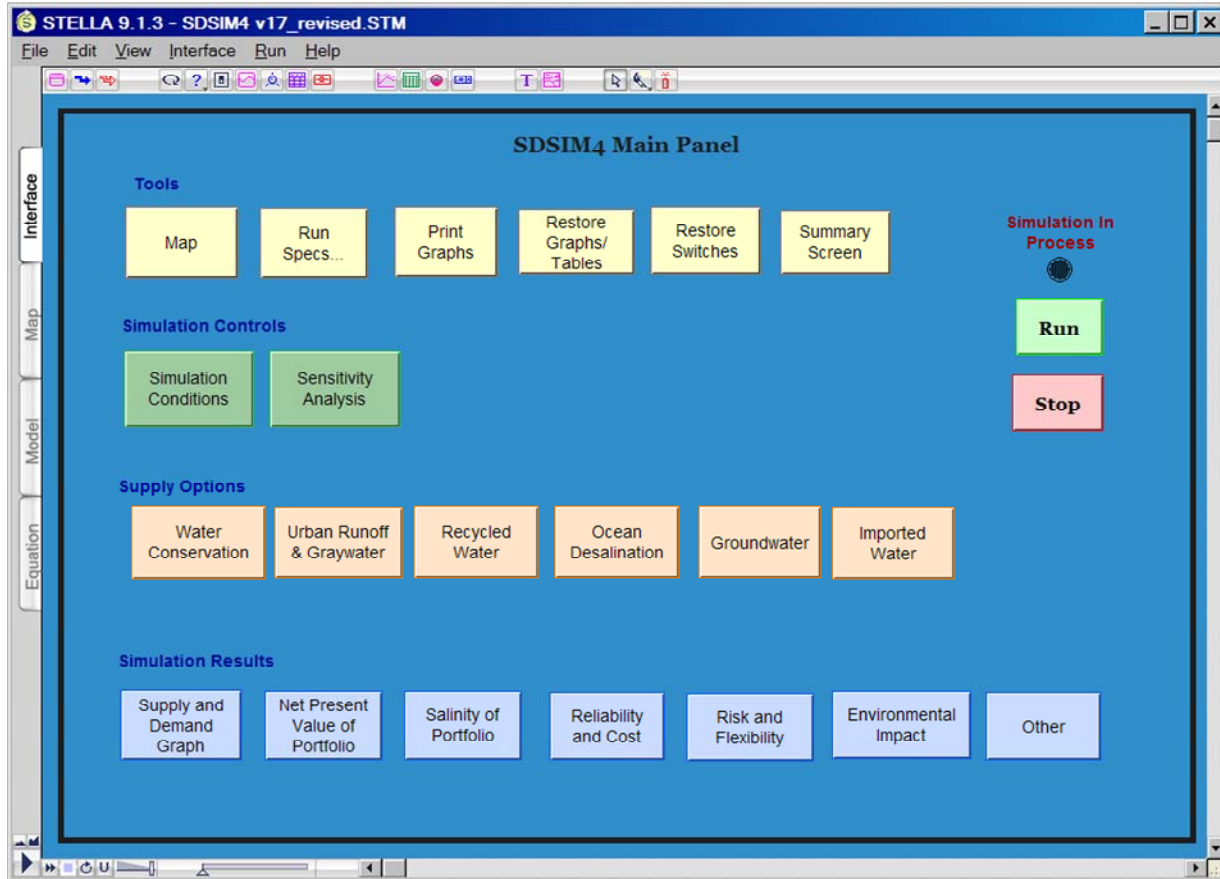 STELLA 9.1.3 - SDSIM4 v17_revised.STM
File Edit View Interface Run Help
T
Interface
Map
Model
Equation
SDSIM4 Main Panel
Tools
Map
Run
Specs...
Print
Graphs
Restore
Graphs/
Tables
Restore
Switches
Summary
Screen
Simulation In
Process
Run
Stop
Simulation Controls
Simulation
Conditions
Sensitivity
Analysis
Supply Options
Water
Conservation
Urban Runoff
& Graywater
Recycled
Water
Ocean
Desalination
Groundwater
Imported
Water
Simulation Results
Supply and
Demand
Graph
Net Present
Value of
Portfolio
Salinity of
Portfolio
Reliability
and Cost
Risk and
Flexibility
Environmental
Impact
Other
U